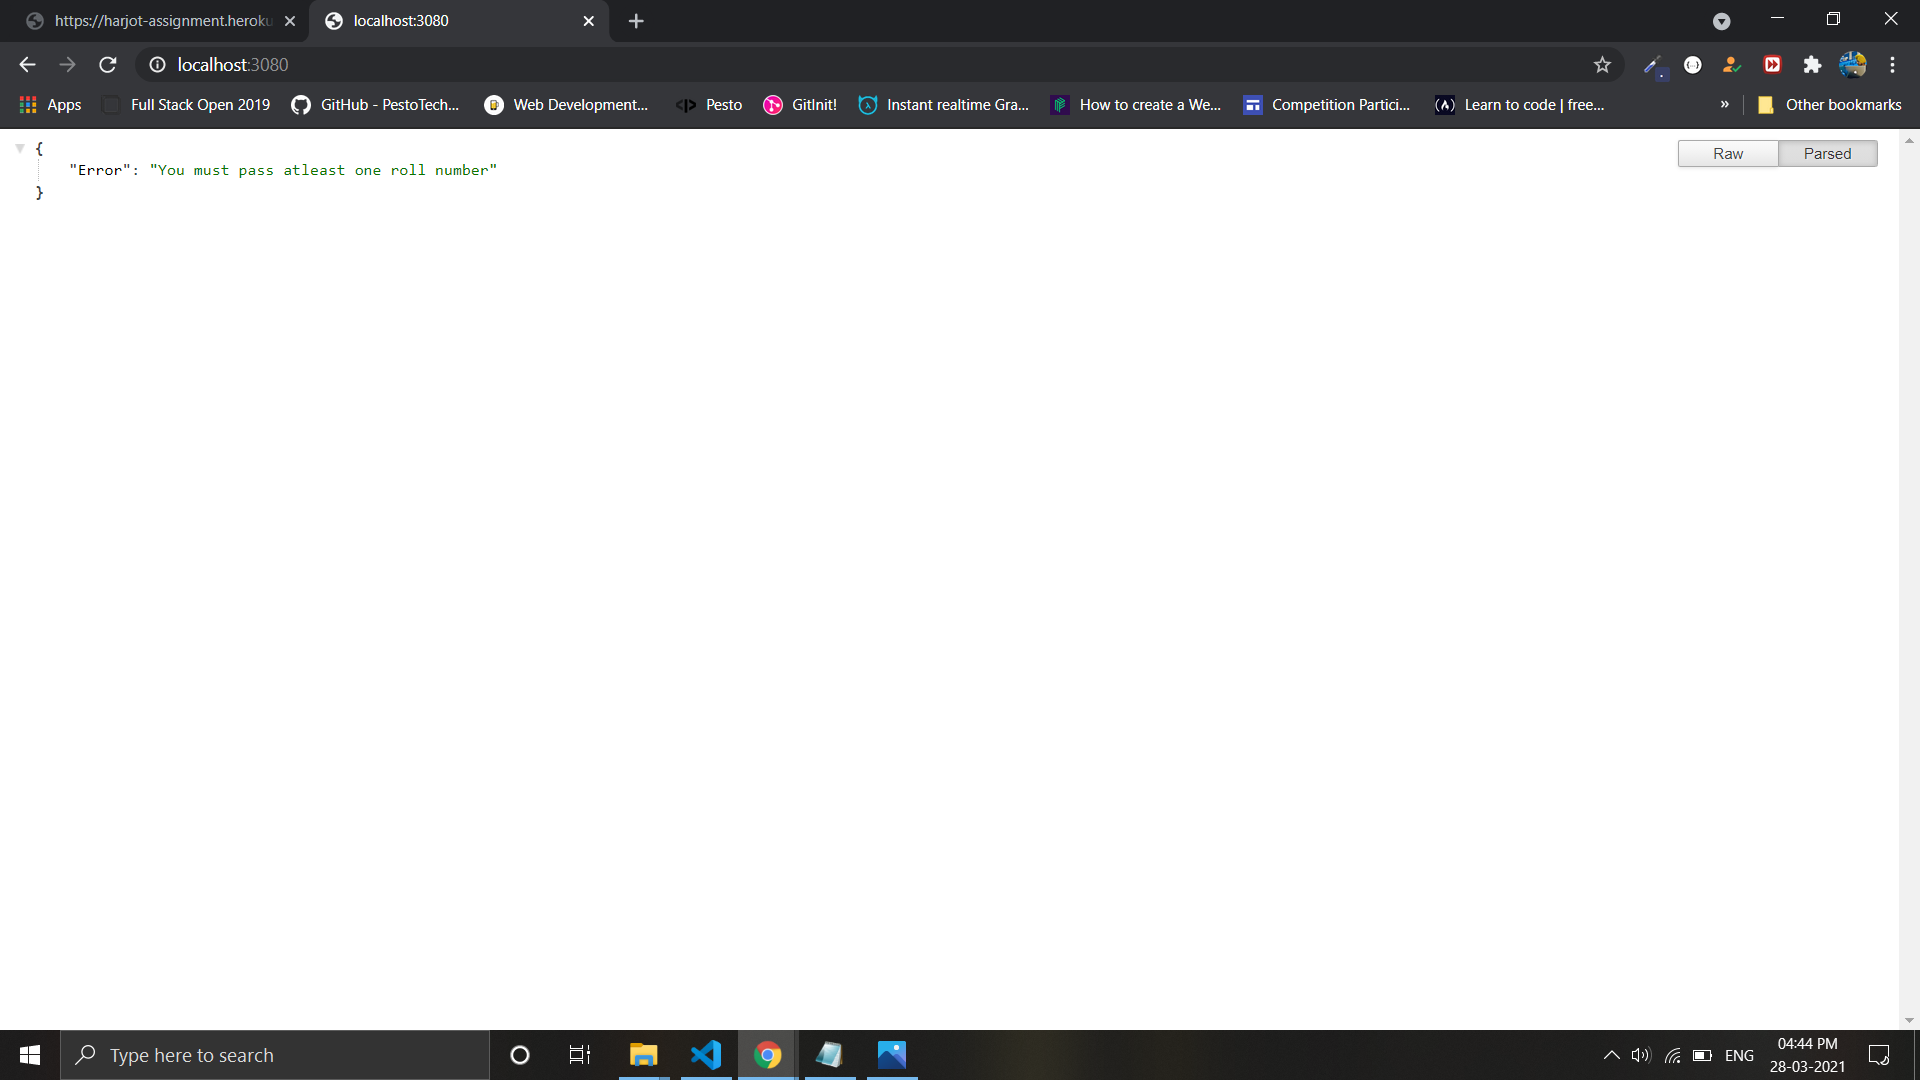 https://harjot-assignment.heroku
localhost:3080
localhost:3080
Apps
Full Stack Open 2019
GitHub - PestoTech...
Web Development...
Pesto
GitInit!
Instant realtime Gra...
How to create a We...
Competition Partici...
Learn to code | free...
»
Other bookmarks
{
"Error": "You must pass atleast one roll number"
}
Raw
Parsed
Type here to search
ENG
04:44 PM
28-03-2021